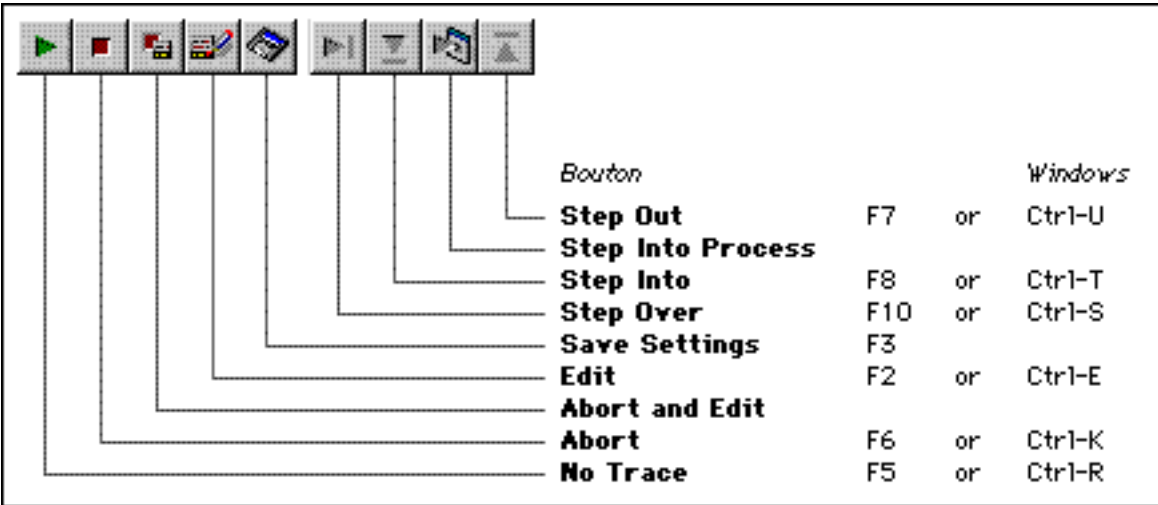 Bouton Windows
Step Out F7 or Ctrl-U
Step Into Process
Step Into F8 or Ctrl-T
Step Over F10 or Ctrl-S
Save Settings F3
Edit F2 or Ctrl-E
Abort and Edit
Abort F6 or Ctrl-K
No Trace F5 or Ctrl-R